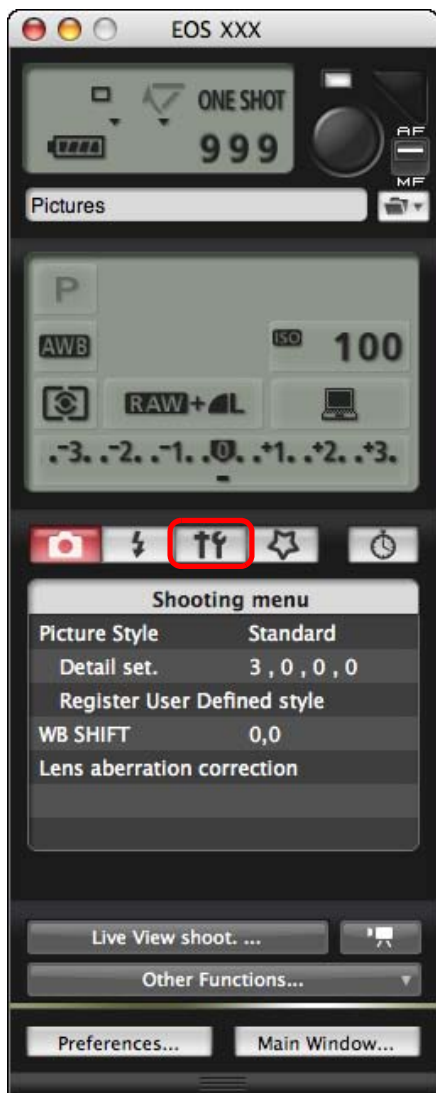 EOS XXX
ONE SHOT
999
AF
MF
Pictures
P
AWB
ISO 100
RAW+L
.-3. .-2. .-1. .0. .+1. .+2. .+3.
Shooting menu
Picture Style Standard
Detail set. 3 , 0 , 0 , 0
Register User Defined style
WB SHIFT 0,0
Lens aberration correction
Live View shoot. ...
Other Functions...
Preferences... Main Window...